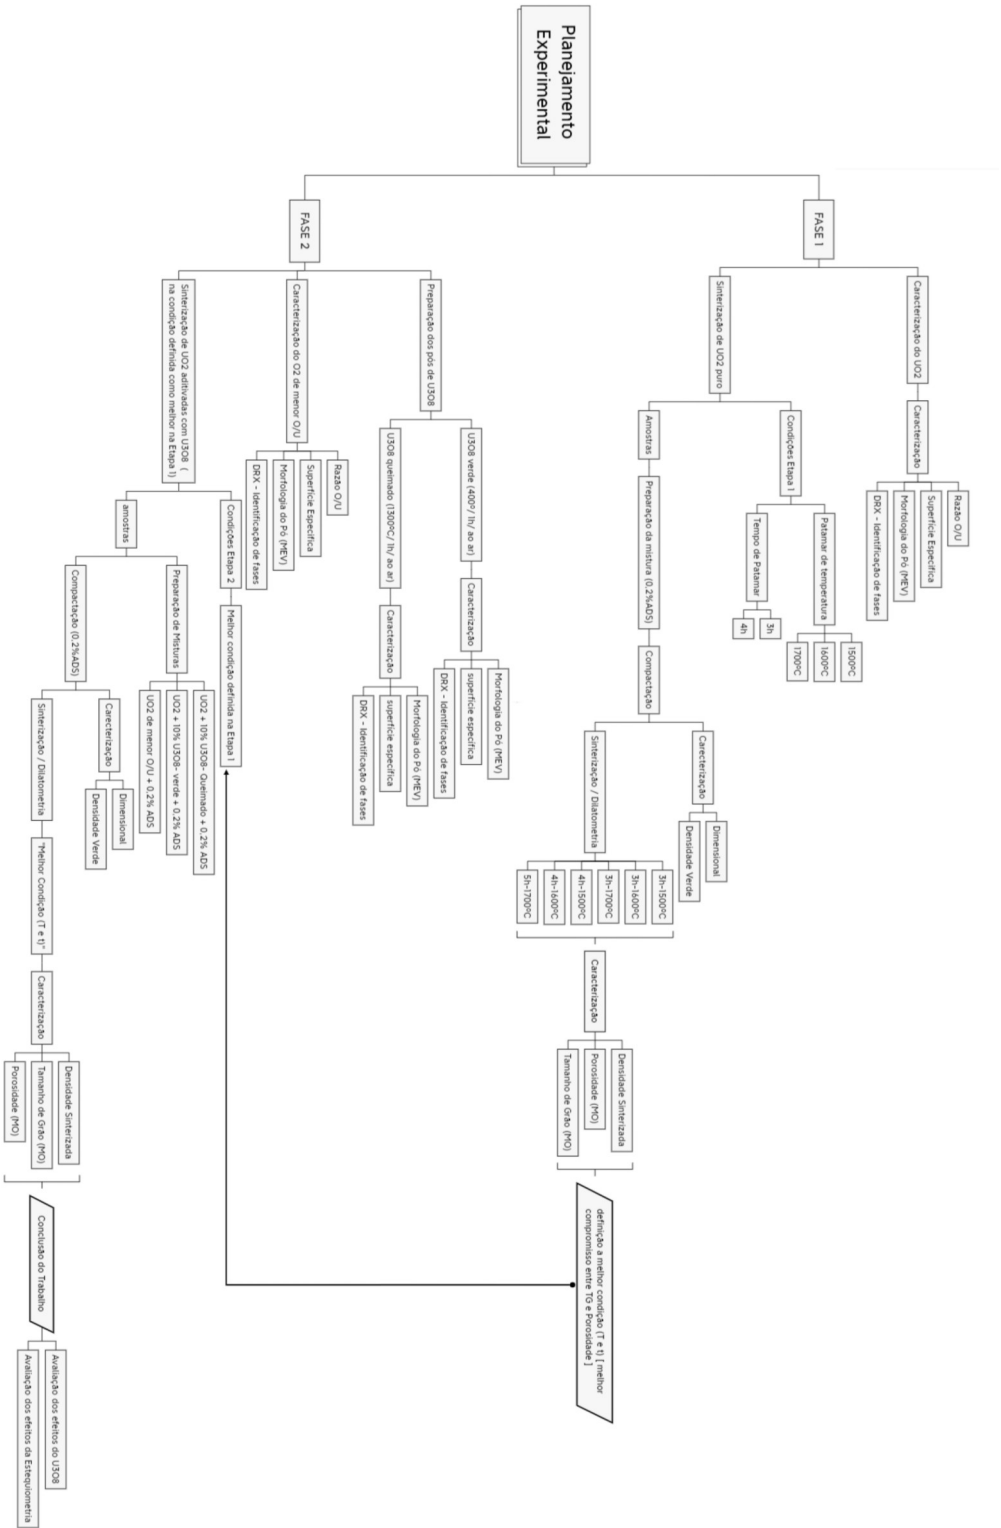 Planejamento
Experimental
FASE 1
Caracterização do UO2
Caracterização
Razão O/U
Superfície Específica
Morfologia do Pó (MEV)
DRX - Identificação de fases
Sinterização de UO2 puro
Condições Etapa 1
Patamar de temperatura
1500ºC
1600ºC
1700ºC
Tempo de Patamar
3h
4h
Amostras
Preparação da mistura (0.2%ADS)
Compactação
Carecterização
Dimensional
Densidade Verde
Sinterização / Dilatometria
3h-1500ºC
3h-1600ºC
3h-1700ºC
4h-1500ºC
4h-1600ºC
5h-1700ºC
Caracterização
Densidade Sinterizada
Porosidade (MO)
Tamanho de Grão (MO)
definição a melhor condição (T e t) [ melhor
compromisso entre TG e Porosidade ]
FASE 2
Preparação dos pós de U3O8
U3O8 verde (400º/ 1h/ ao ar)
Caracterização
Morfologia do Pó (MEV)
superfície específica
DRX - Identificação de fases
U3O8 queimado (1300ºC/ 1h/ ao ar)
Caracterização
Morfologia do Pó (MEV)
superfície específica
DRX - Identificação de fases
Caracterização do O2 de menor O/U
Razão O/U
Superfície Específica
Morfologia do Pó (MEV)
DRX - Identificação de fases
Sinterização de UO2 aditivadas com U3O8 (
na condição definida como melhor na Etapa 1)
Condições Etapa 2
Melhor condição definida na Etapa 1
amostras
Preparação de Misturas
UO2 + 10% U3O8- Queimado + 0.2% ADS
UO2 + 10% U3O8- verde + 0.2% ADS
UO2 de menor O/U + 0.2% ADS
Compactação (0.2%ADS)
Carecterização
Dimensional
Densidade Verde
Sinterização / Dilatometria
"Melhor Condição (T e t)"
Caracterização
Densidade Sinterizada
Tamanho de Grão (MO)
Porosidade (MO)
Conclusão do Trabalho
Avaliação dos efeitos do U3O8
Avaliação dos efeitos da Estequiometria